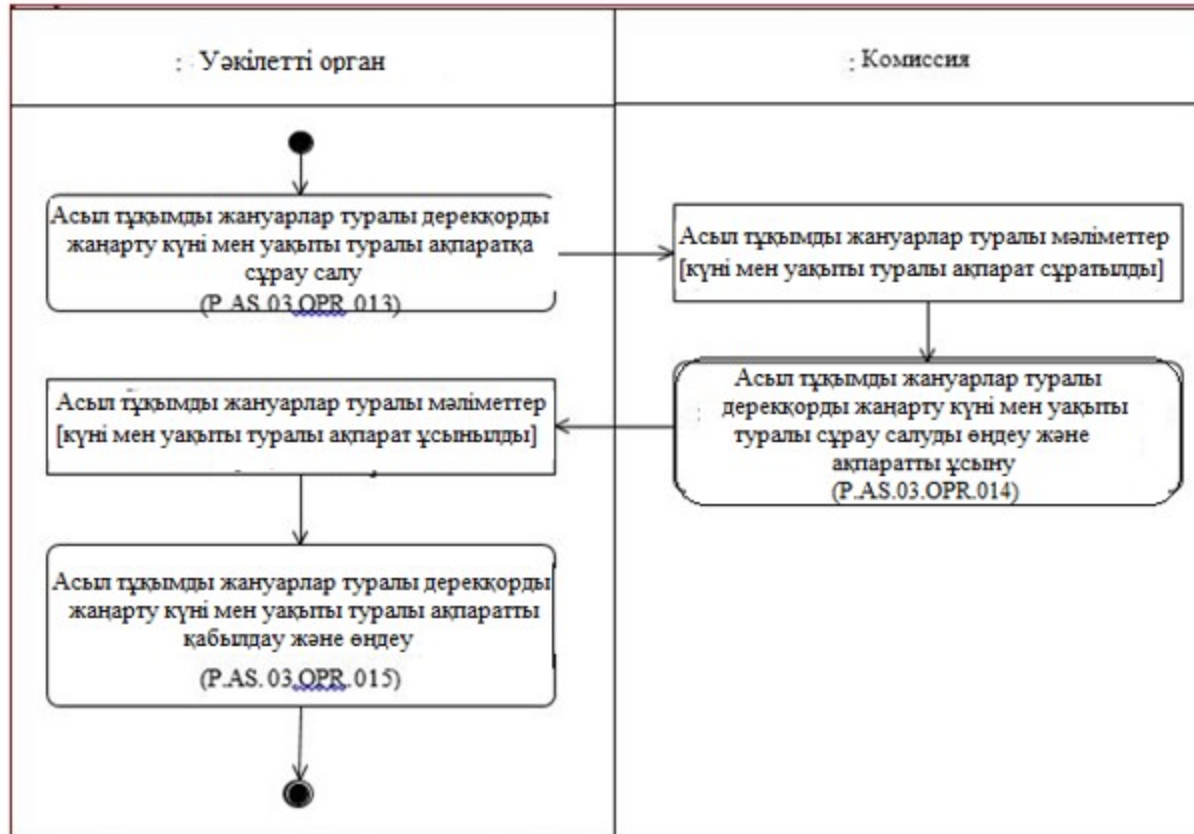 : Уәкілетті орган
: Комиссия
Асыл тұқымды жануарлар туралы дерекқорды
жаңарту күні мен уақыты туралы ақпаратқа
сұрау салу
(P.AS.03.OPR.013)
Асыл тұқымды жануарлар туралы мәліметтер
[күні мен уақыты туралы ақпарат сұратылды]
Асыл тұқымды жануарлар туралы
дерекқорды жаңарту күні мен уақыты
туралы сұрау салуды өңдеу және
ақпаратты ұсыну
(P.AS.03.OPR.014)
Асыл тұқымды жануарлар туралы мәліметтер
[күні мен уақыты туралы ақпарат ұсынылды]
Асыл тұқымды жануарлар туралы дерекқорды
жаңарту күні мен уақыты туралы ақпаратты
қабылдау және өңдеу
(P.AS. 03.OPR.015)